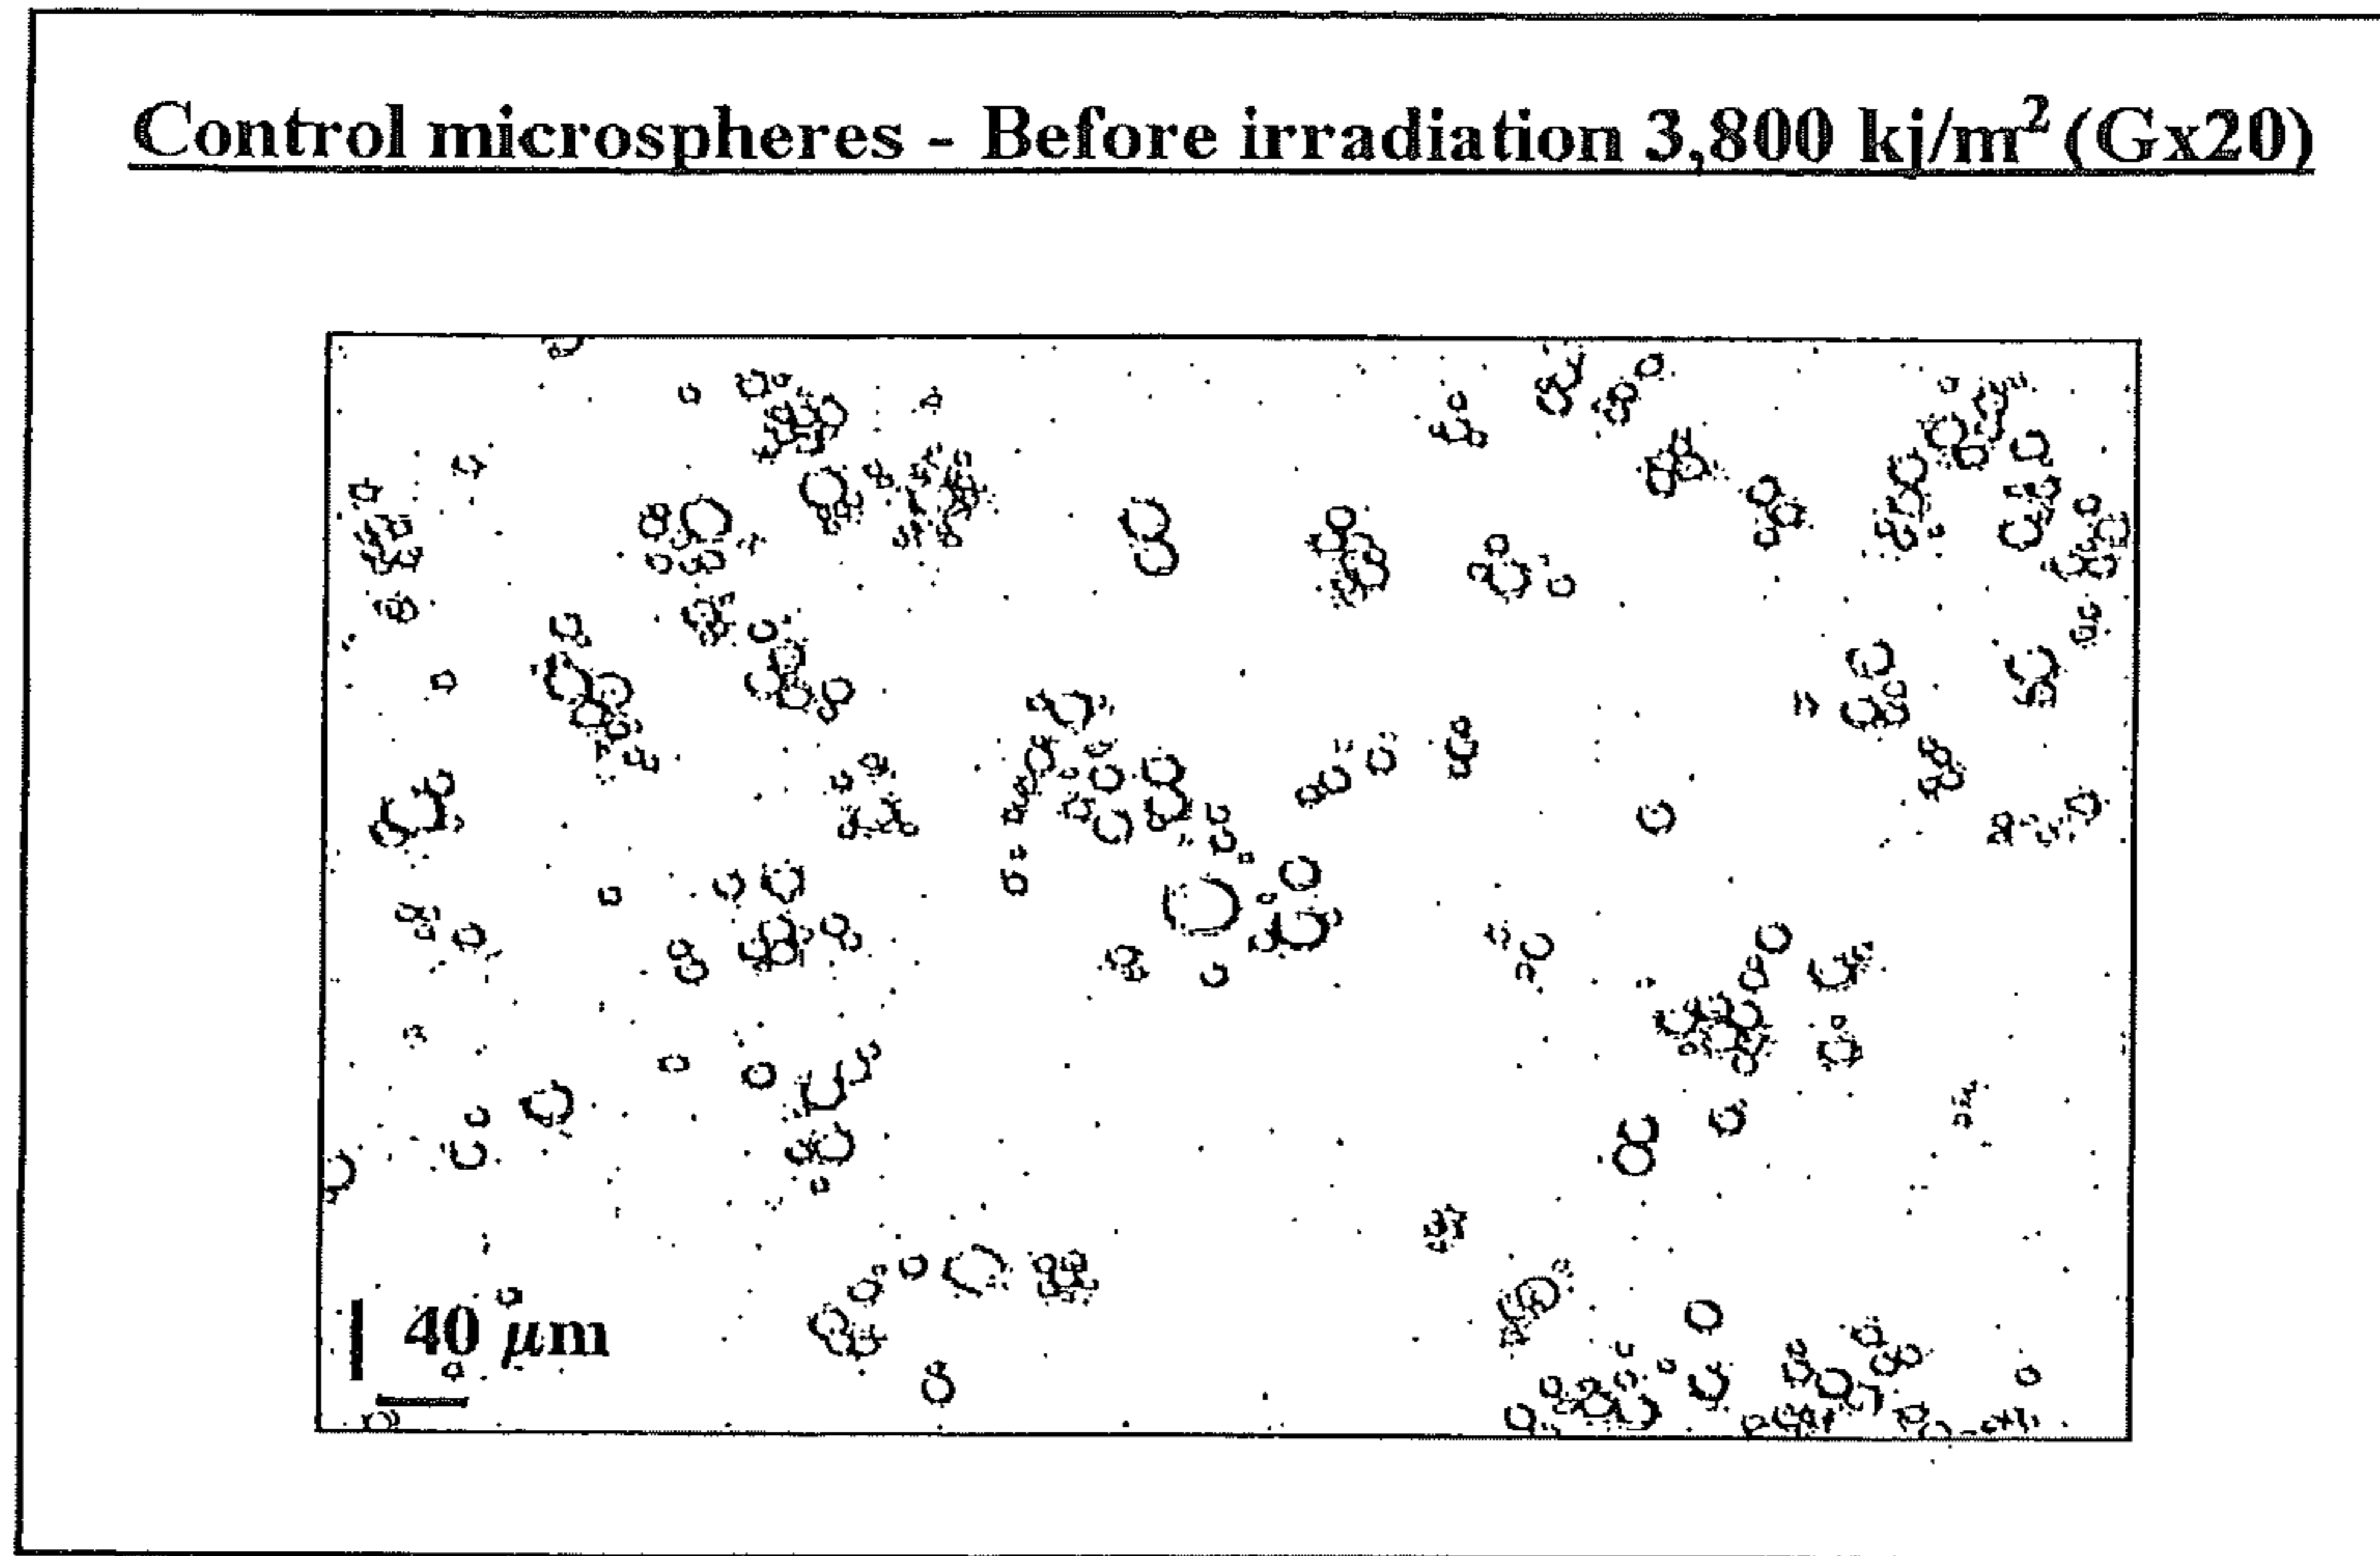 Control microspheres - Before irradiation 3,800 kj/m² (Gx20)
40 µm